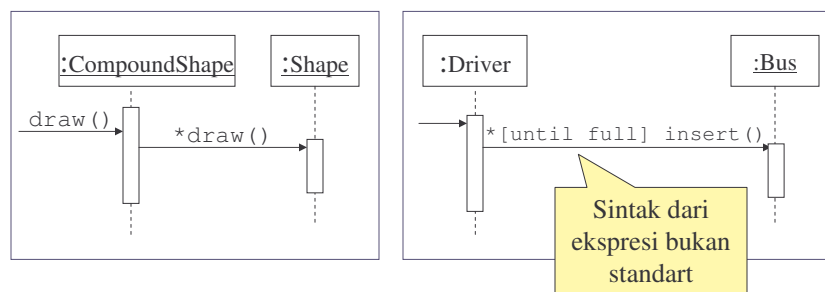 :CompoundShape
:Shape
draw()
*draw()
:Driver
:Bus
*[until full] insert()
Sintak dari
ekspresi bukan
standart